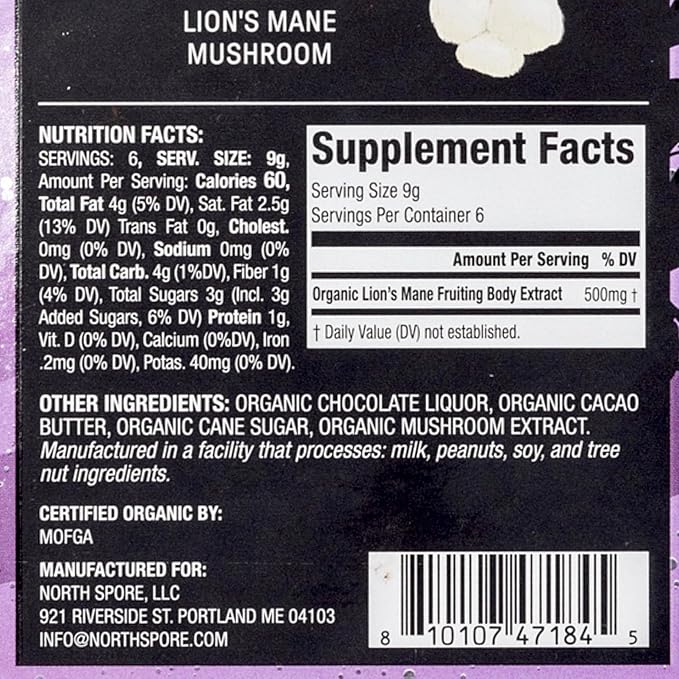 LION'S MANE
MUSHROOM
NUTRITION FACTS:
SERVINGS: 6, SERV. SIZE: 9g,
Amount Per Serving: Calories 60,
Total Fat 4g (5% DV), Sat. Fat 2.5g
(13% DV) Trans Fat 0g, Cholest.
0mg (0% DV), Sodium 0mg (0%
DV), Total Carb. 4g (1%DV), Fiber 1g
(4% DV), Total Sugars 3g (Incl. 3g
Added Sugars, 6% DV) Protein 1g,
Vit. D (0% DV), Calcium (0%DV), Iron
.2mg (0% DV), Potas. 40mg (0% DV).
Supplement Facts
Serving Size 9g
Servings Per Container 6
Amount Per Serving % DV
Organic Lion's Mane Fruiting Body Extract 500mg †
† Daily Value (DV) not established.
OTHER INGREDIENTS: ORGANIC CHOCOLATE LIQUOR, ORGANIC CACAO
BUTTER, ORGANIC CANE SUGAR, ORGANIC MUSHROOM EXTRACT.
Manufactured in a facility that processes: milk, peanuts, soy, and tree
nut ingredients.
CERTIFIED ORGANIC BY:
MOFGA
MANUFACTURED FOR:
NORTH SPORE, LLC
921 RIVERSIDE ST. PORTLAND ME 04103
INFO@NORTHSPORE.COM
8 10107 47184 5